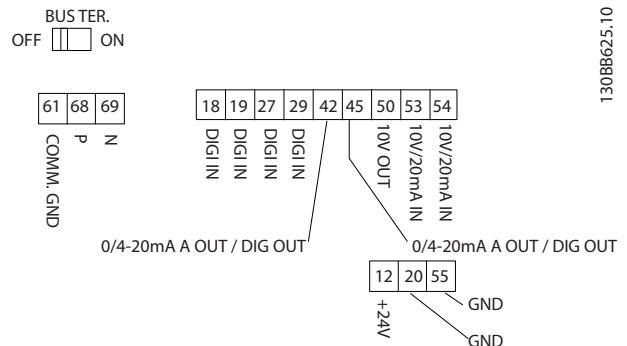 BUS TER.
OFF ON
130BB625.10
61 68 69
18 19 27 29 42 45 50 53 54
COMM. GND
P
N
DIGI IN
DIGI IN
DIGI IN
DIGI IN
10V OUT
10V/20mA IN
10V/20mA IN
0/4-20mA A OUT / DIG OUT
0/4-20mA A OUT / DIG OUT
12 20 55
+24V
GND
GND